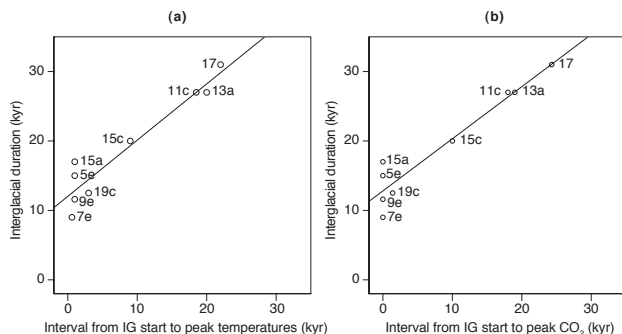 (a)
Interglacial duration (kyr)
30
20
10
0
17
11c
13a
15c
15a
5e
19c
9e
7e
0
10
20
30
Interval from IG start to peak temperatures (kyr)
(b)
Interglacial duration (kyr)
30
20
10
0
17
11c
13a
15c
15a
5e
19c
9e
7e
0
10
20
30
Interval from IG start to peak CO₂ (kyr)